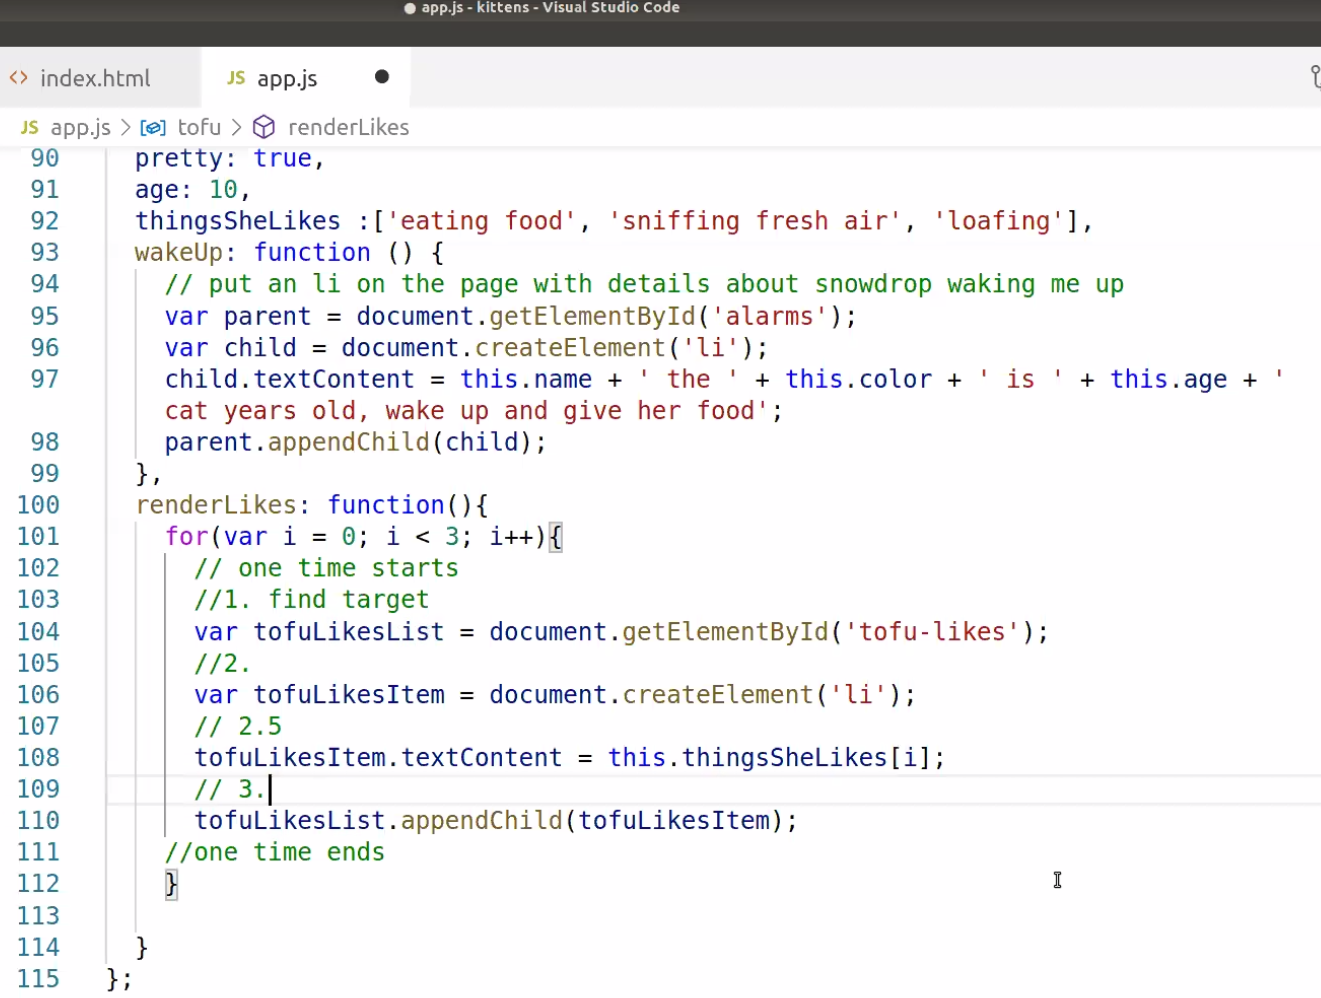 ● app.js - kittens - Visual Studio Code
<> index.html JS app.js ●
JS app.js > tofu > renderLikes
90 pretty: true,
91 age: 10,
92 thingsSheLikes :['eating food', 'sniffing fresh air', 'loafing'],
93 wakeUp: function () {
94 // put an li on the page with details about snowdrop waking me up
95 var parent = document.getElementById('alarms');
96 var child = document.createElement('li');
97 child.textContent = this.name + ' the ' + this.color + ' is ' + this.age + '
cat years old, wake up and give her food';
98 parent.appendChild(child);
99 },
100 renderLikes: function(){
101 for(var i = 0; i < 3; i++){
102 // one time starts
103 //1. find target
104 var tofuLikesList = document.getElementById('tofu-likes');
105 //2.
106 var tofuLikesItem = document.createElement('li');
107 // 2.5
108 tofuLikesItem.textContent = this.thingsSheLikes[i];
109 // 3.
110 tofuLikesList.appendChild(tofuLikesItem);
111 //one time ends
112 }
113
114 }
115 };